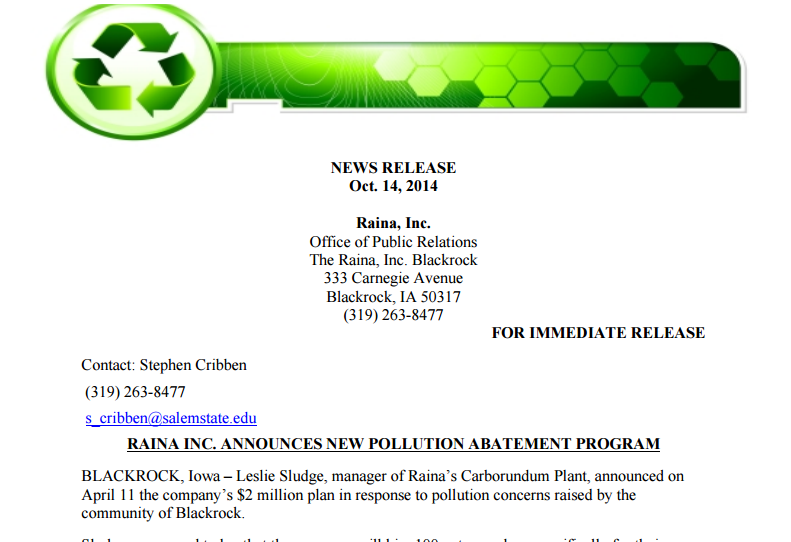 NEWS RELEASE
Oct. 14, 2014
Raina, Inc.
Office of Public Relations
The Raina, Inc. Blackrock
333 Carnegie Avenue
Blackrock, IA 50317
(319) 263-8477
FOR IMMEDIATE RELEASE
Contact: Stephen Cribben
(319) 263-8477
s_cribben@salemstate.edu
RAINA INC. ANNOUNCES NEW POLLUTION ABATEMENT PROGRAM
BLACKROCK, Iowa – Leslie Sludge, manager of Raina’s Carborundum Plant, announced on
April 11 the company’s $2 million plan in response to pollution concerns raised by the
community of Blackrock.